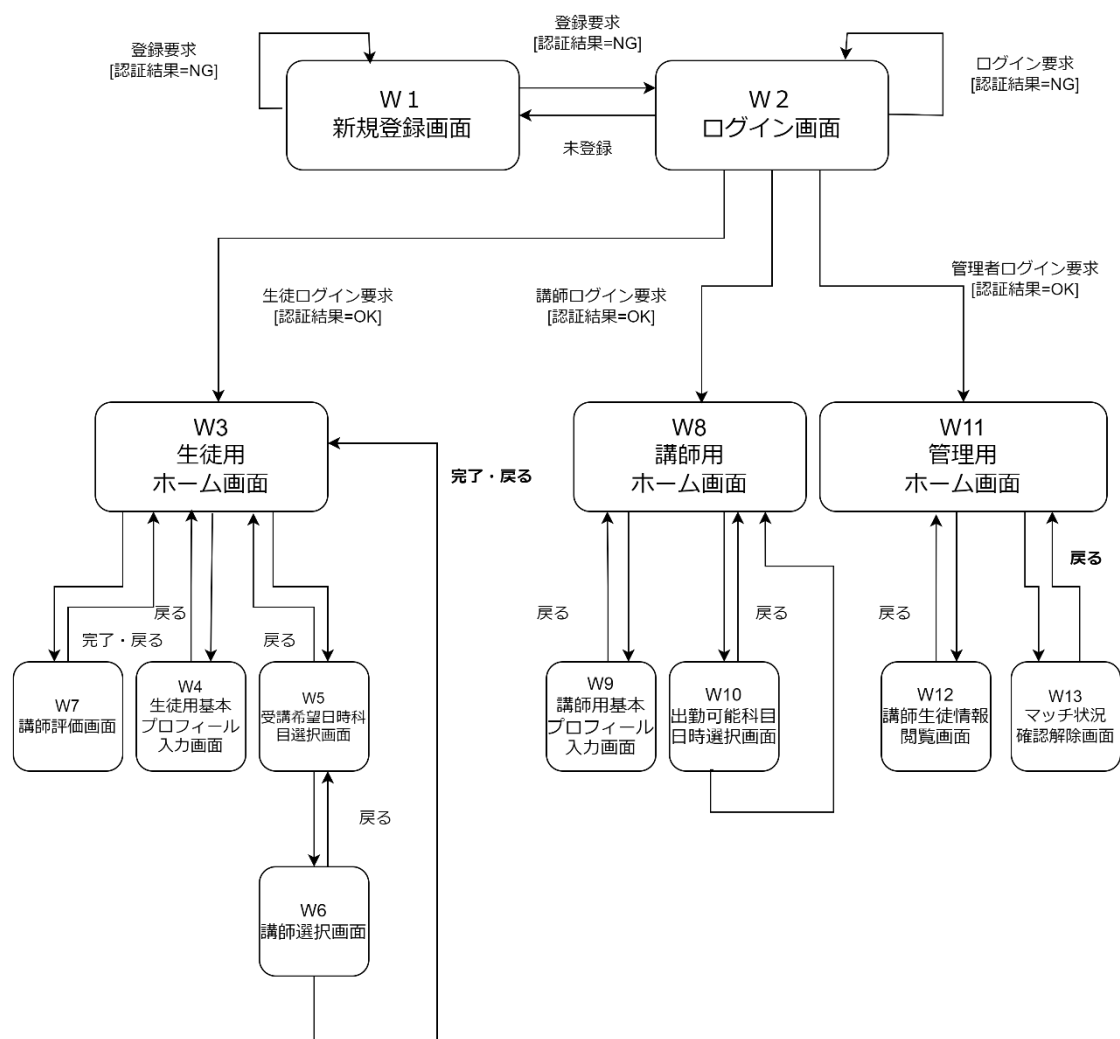 登録要求
[認証結果=NG]
登録要求
[認証結果=NG]
ログイン要求
[認証結果=NG]
W１
新規登録画面
W２
ログイン画面
未登録
生徒ログイン要求
[認証結果=OK]
講師ログイン要求
[認証結果=OK]
管理者ログイン要求
[認証結果=OK]
W3
生徒用
ホーム画面
完了・戻る
W8
講師用
ホーム画面
W11
管理用
ホーム画面
戻る
完了・戻る
戻る
戻る
戻る
戻る
戻る
W7
講師評価画面
W4
生徒用基本
プロフィール
入力画面
W5
受講希望日時科
目選択画面
W9
講師用基本
プロフィール
入力画面
W10
出勤可能科目
日時選択画面
W12
講師生徒情報
閲覧画面
W13
マッチ状況
確認解除画面
戻る
W6
講師選択画面